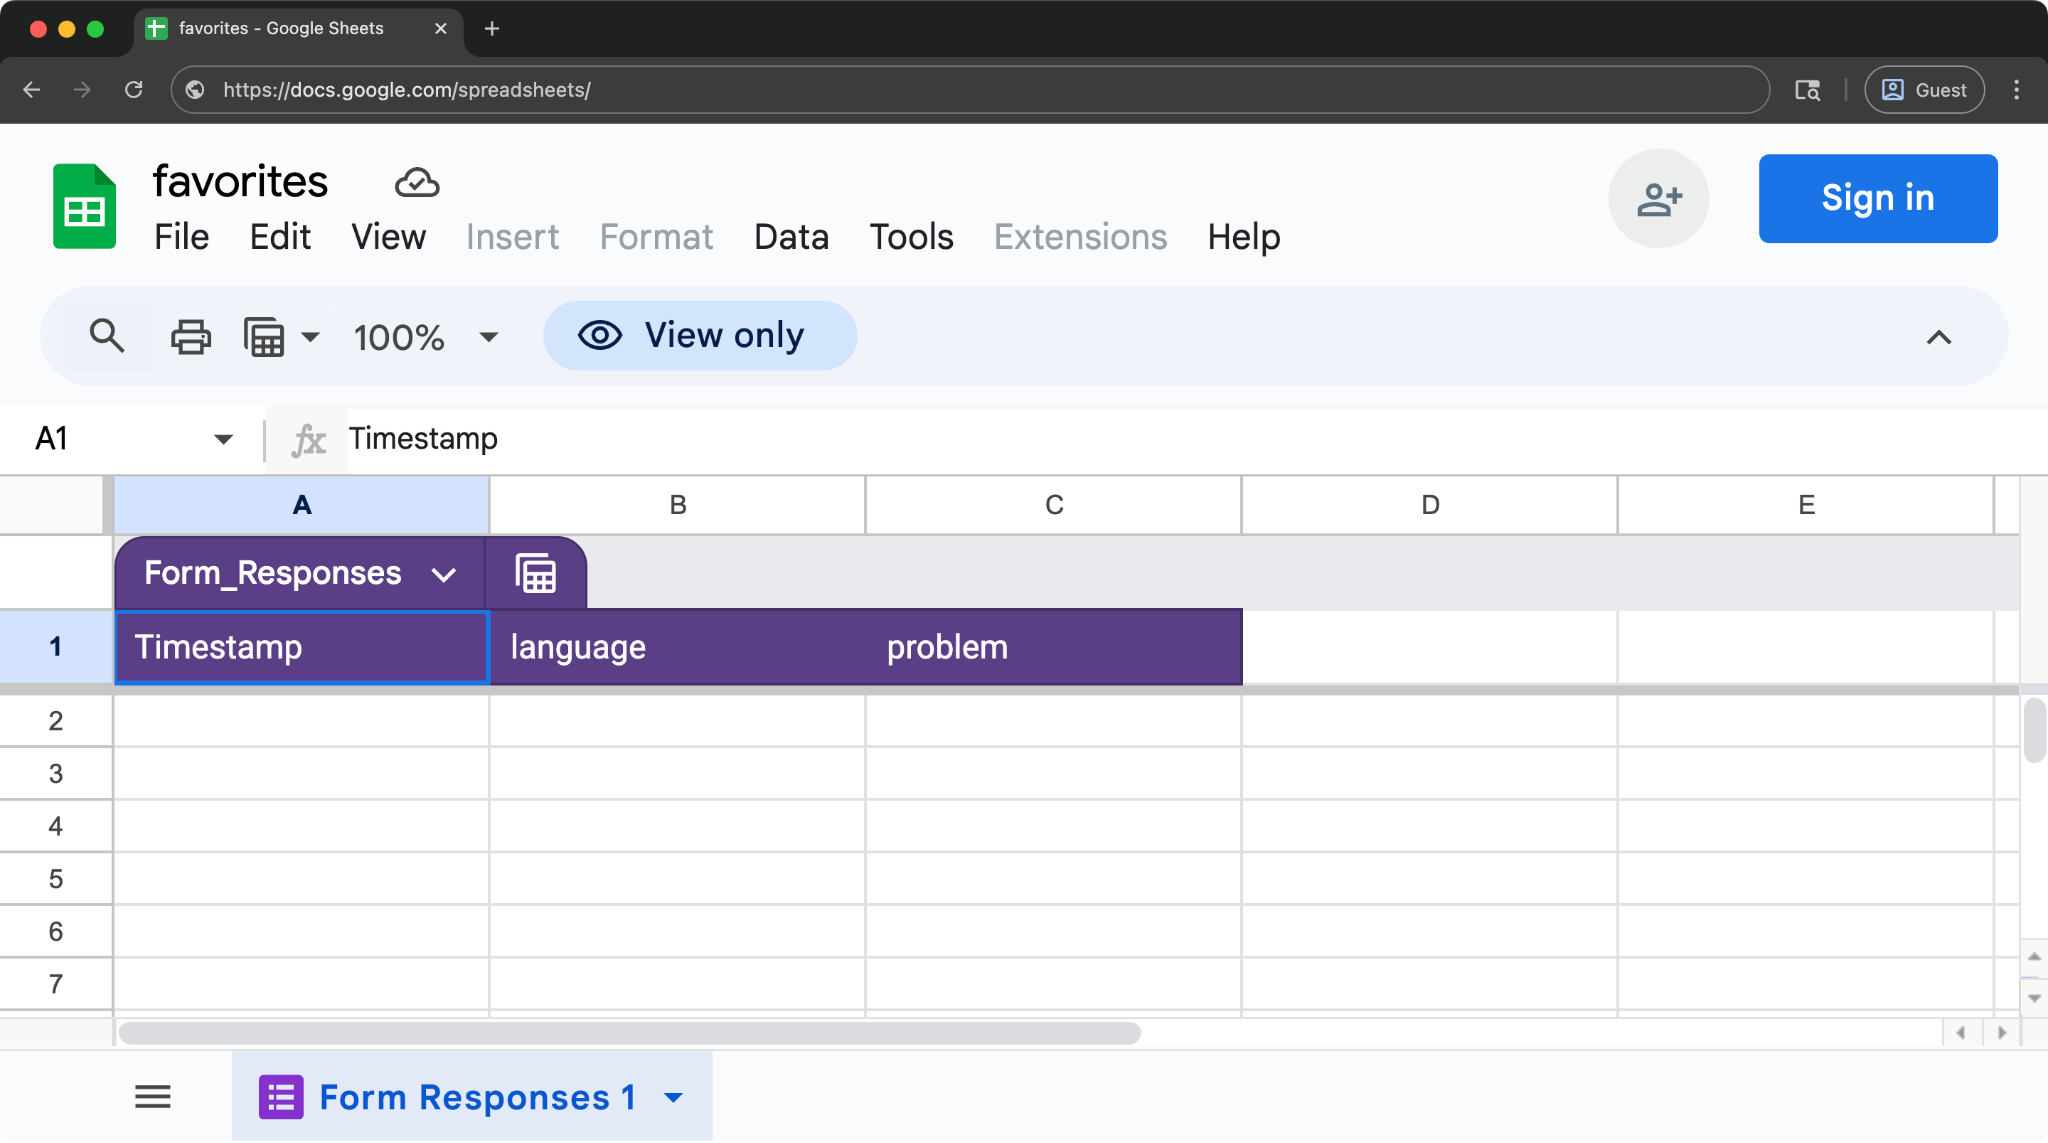 favorites - Google Sheets
https://docs.google.com/spreadsheets/
Guest
favorites
Sign in
File Edit View Insert Format Data Tools Extensions Help
100% View only
A1 fx Timestamp
A B C D E
Form_Responses
1 Timestamp language problem
2
3
4
5
6
7
Form Responses 1